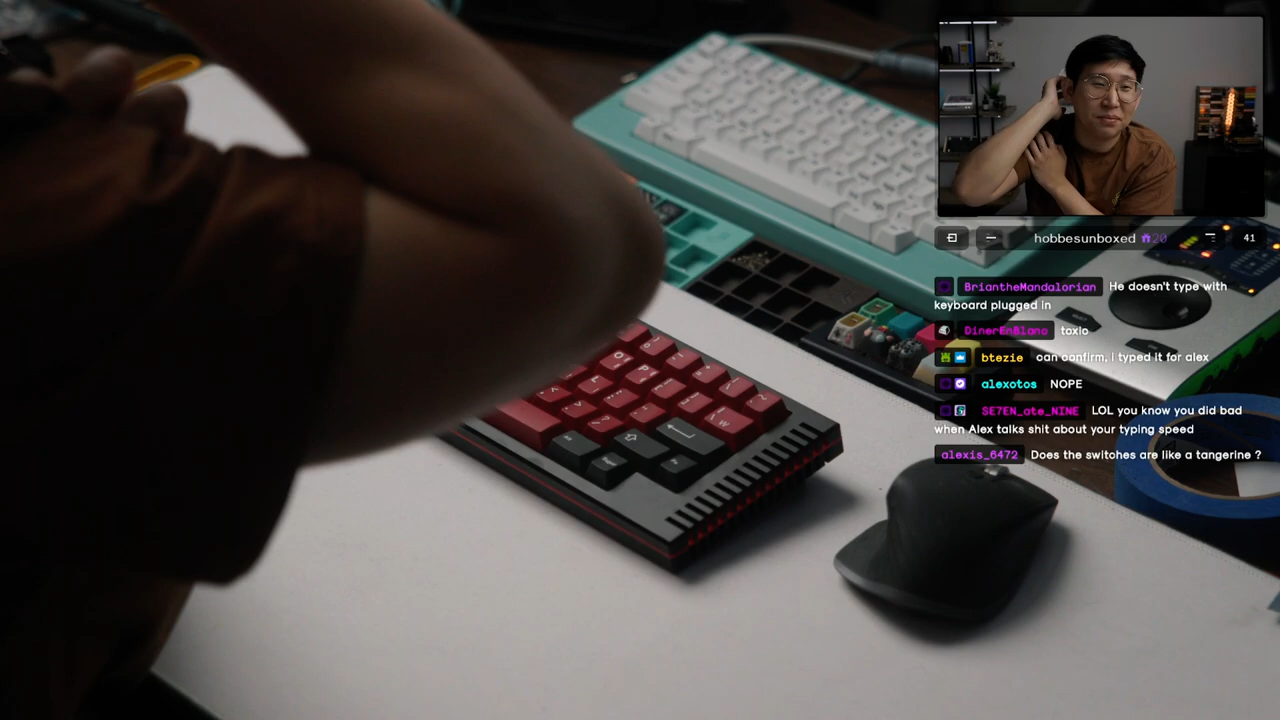 hobbesunboxed 20 41
BriantheMandalorian He doesn't type with
keyboard plugged in
DinerEnBlanc toxic
btezie can confirm, i typed it for alex
alexotos NOPE
SE7EN_ate_NINE LOL you know you did bad
when Alex talks shit about your typing speed
alexis_6472 Does the switches are like a tangerine ?